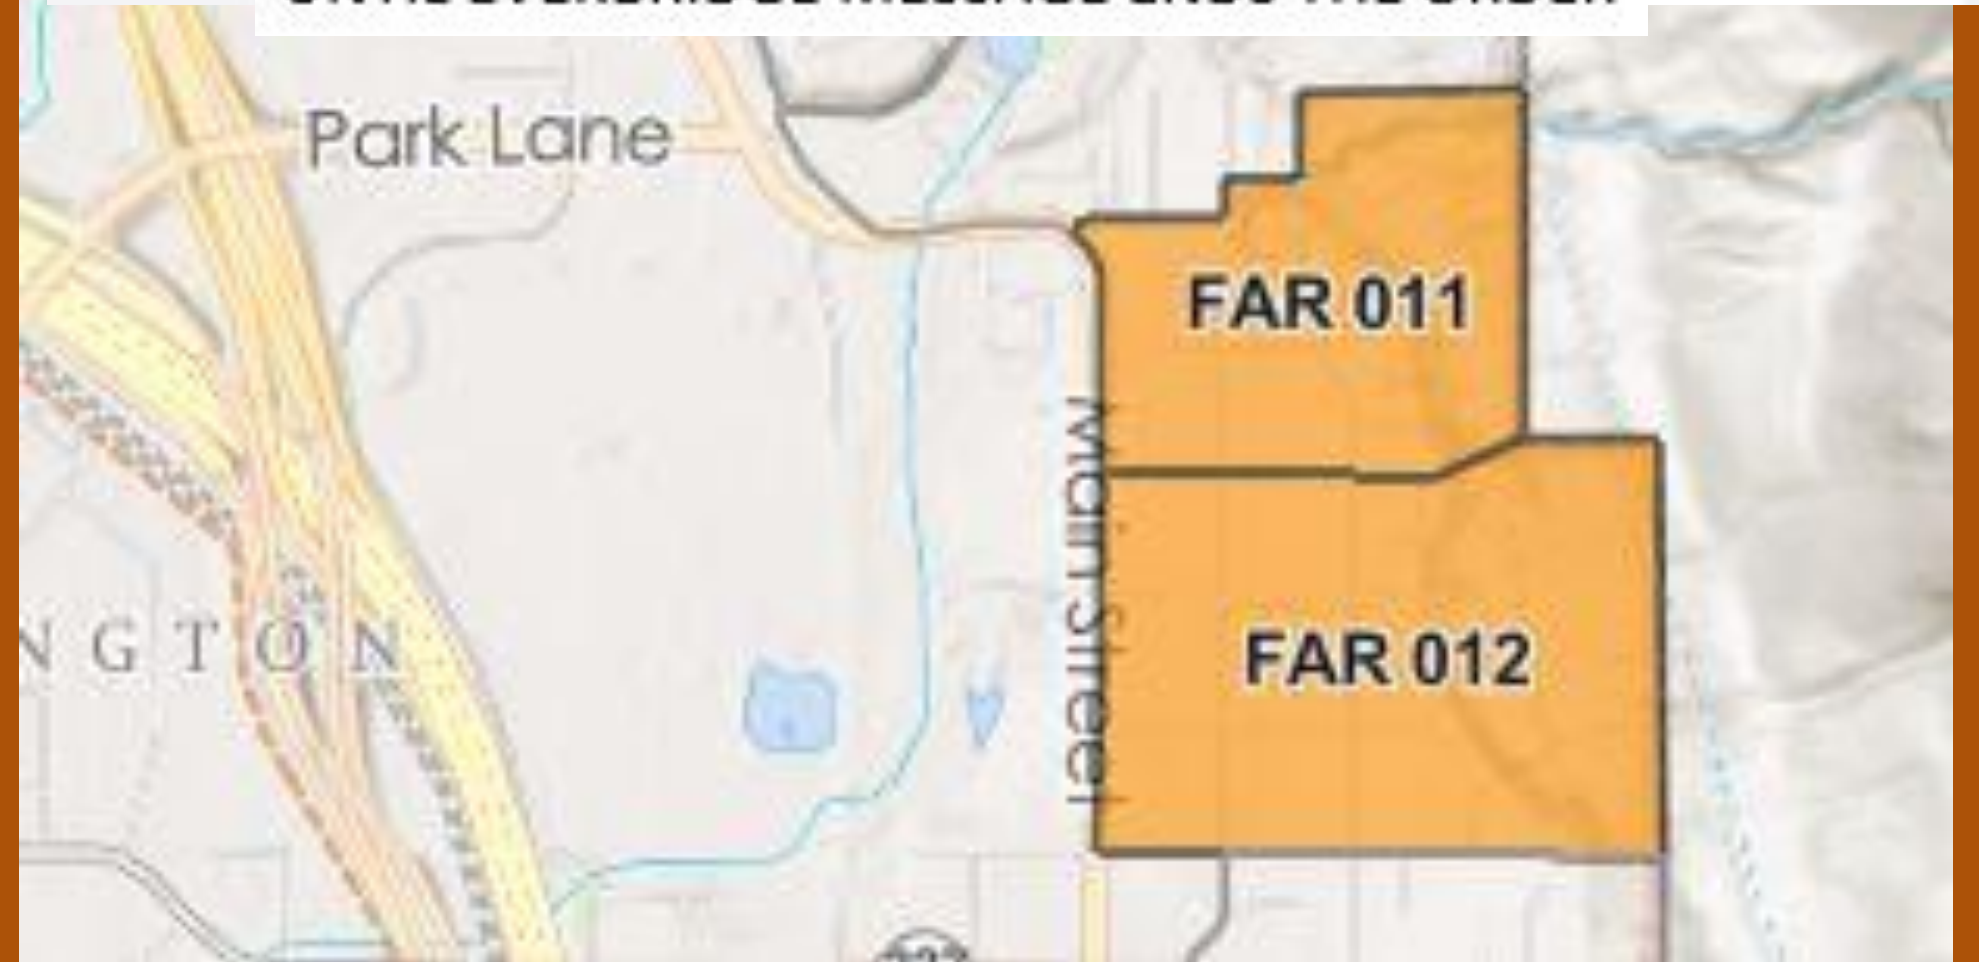 Park Lane
FAR 011
Main Street
NGTON
FAR 012